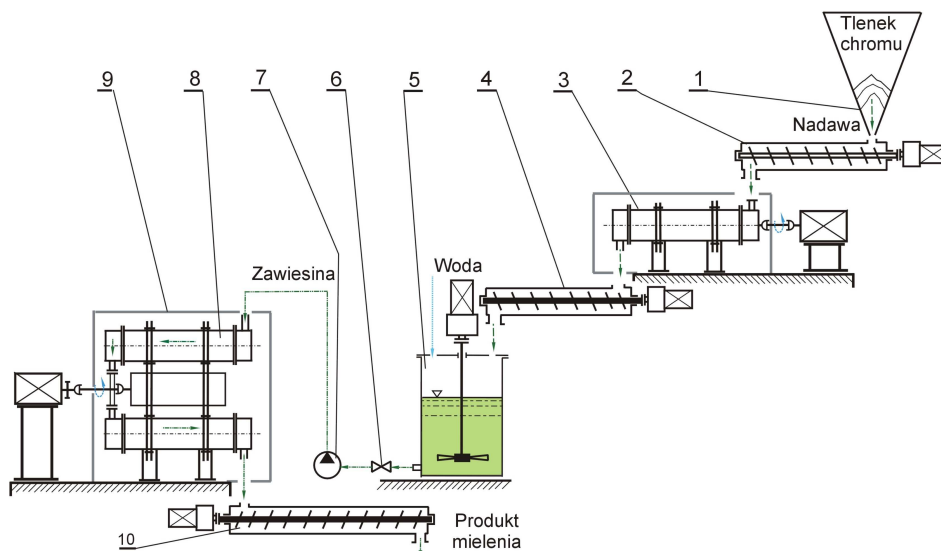 Tlenek
chromu
9 8 7 6 5 4 3 2 1
Nadawa
Woda
Zawiesina
10
Produkt
mielenia